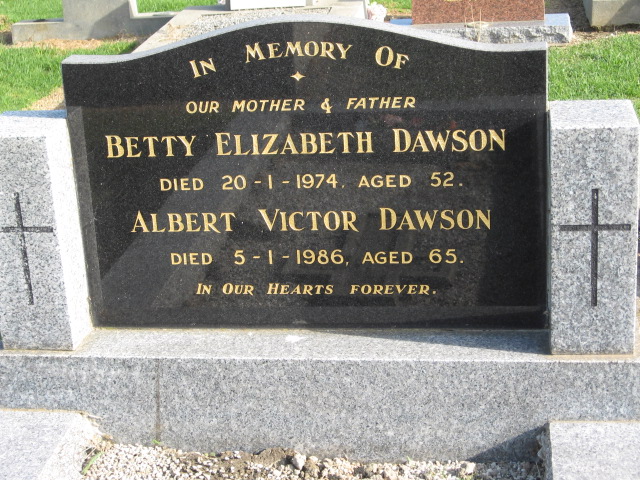 In Memory Of
OUR MOTHER & FATHER
BETTY ELIZABETH DAWSON
DIED 20-1-1974. AGED 52.
ALBERT VICTOR DAWSON
DIED 5-1-1986, AGED 65.
IN OUR HEARTS FOREVER.